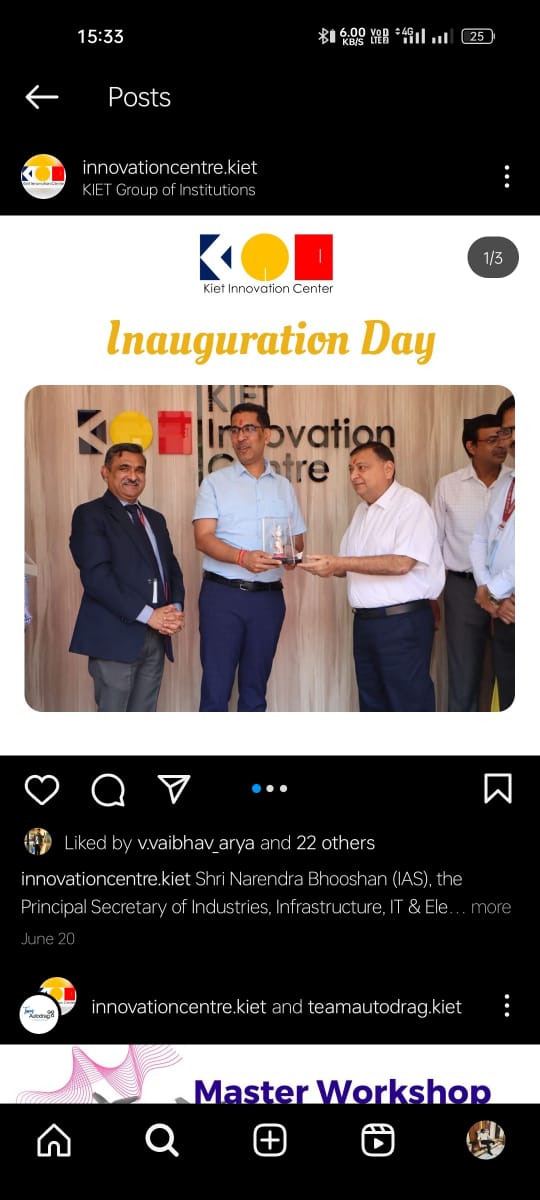 15:33
6.00 KB/S
4G
25
Posts
innovationcentre.kiet
KIET Group of Institutions
1/3
Kiet Innovation Center
Inauguration Day
KIET
Innovation
Centre
Liked by v.vaibhav_arya and 22 others
innovationcentre.kiet Shri Narendra Bhooshan (IAS), the
Principal Secretary of Industries, Infrastructure, IT & Ele... more
June 20
innovationcentre.kiet and teamautodrag.kiet
Master Workshop